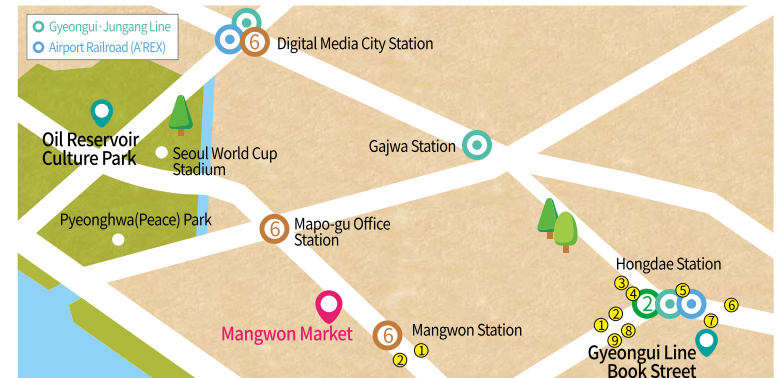 Gyeongui·Jungang Line
Airport Railroad (A'REX)
6
Digital Media City Station
Oil Reservoir
Culture Park
Seoul World Cup
Stadium
Gajwa Station
Pyeonghwa(Peace) Park
6
Mapo-gu Office
Station
Hongdae Station
3
4
2
5
6
2
1
8
7
9
Mangwon Market
6
Mangwon Station
1
2
Gyeongui Line
Book Street